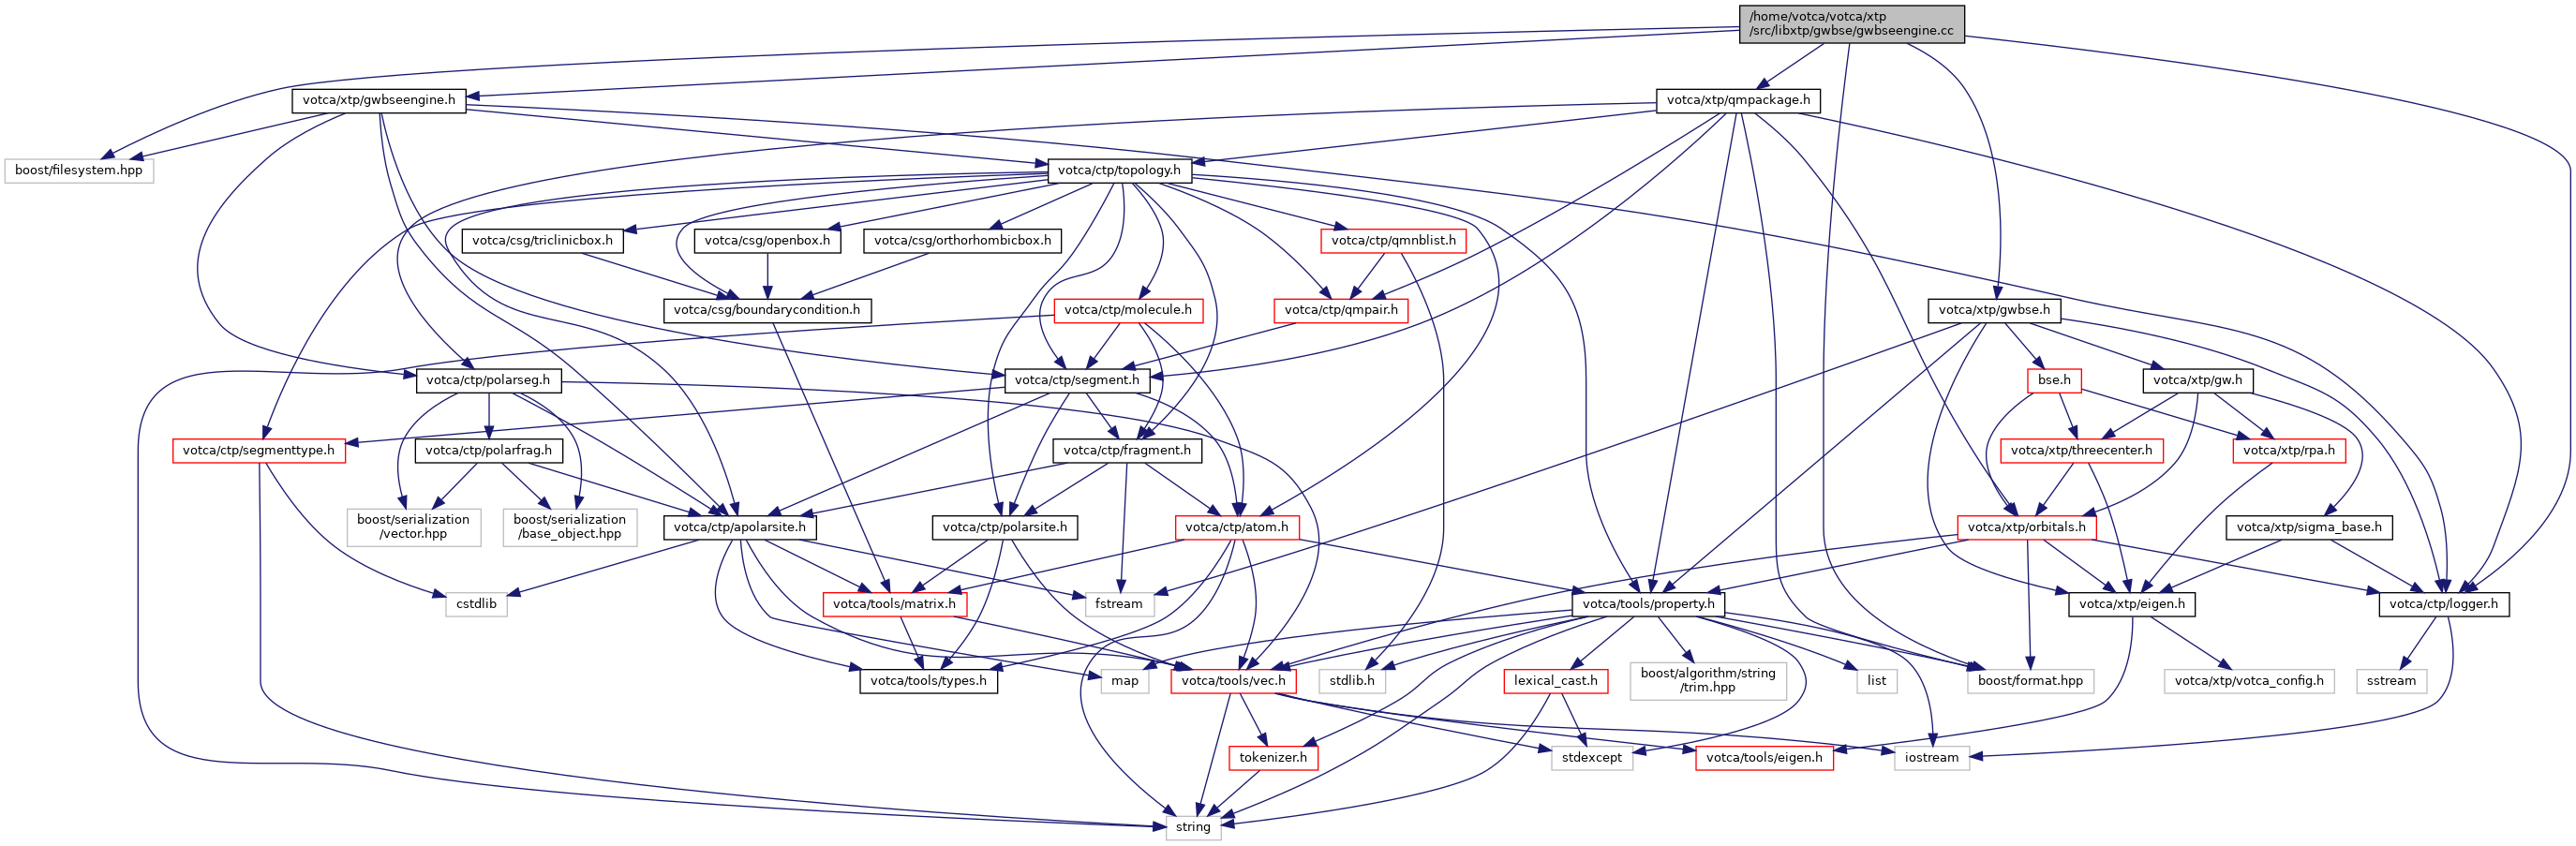 /home/votca/votca/xtp
/src/libxtp/gwbse/gwbseengine.cc
votca/xtp/gwbseengine.h
votca/xtp/qmpackage.h
boost/filesystem.hpp
votca/ctp/topology.h
votca/csg/triclinicbox.h
votca/csg/openbox.h
votca/csg/orthorhombicbox.h
votca/ctp/qmnblist.h
votca/csg/boundarycondition.h
votca/ctp/molecule.h
votca/ctp/qmpair.h
votca/xtp/gwbse.h
votca/ctp/polarseg.h
votca/ctp/segment.h
bse.h
votca/xtp/gw.h
votca/ctp/segmenttype.h
votca/ctp/polarfrag.h
votca/ctp/fragment.h
votca/xtp/threecenter.h
votca/xtp/rpa.h
boost/serialization
/vector.hpp
boost/serialization
/base_object.hpp
votca/ctp/apolarsite.h
votca/ctp/polarsite.h
votca/ctp/atom.h
votca/xtp/orbitals.h
votca/xtp/sigma_base.h
cstdlib
votca/tools/matrix.h
fstream
votca/tools/property.h
votca/xtp/eigen.h
votca/ctp/logger.h
votca/tools/types.h
map
votca/tools/vec.h
stdlib.h
lexical_cast.h
boost/algorithm/string
/trim.hpp
list
boost/format.hpp
votca/xtp/votca_config.h
sstream
tokenizer.h
stdexcept
votca/tools/eigen.h
iostream
string